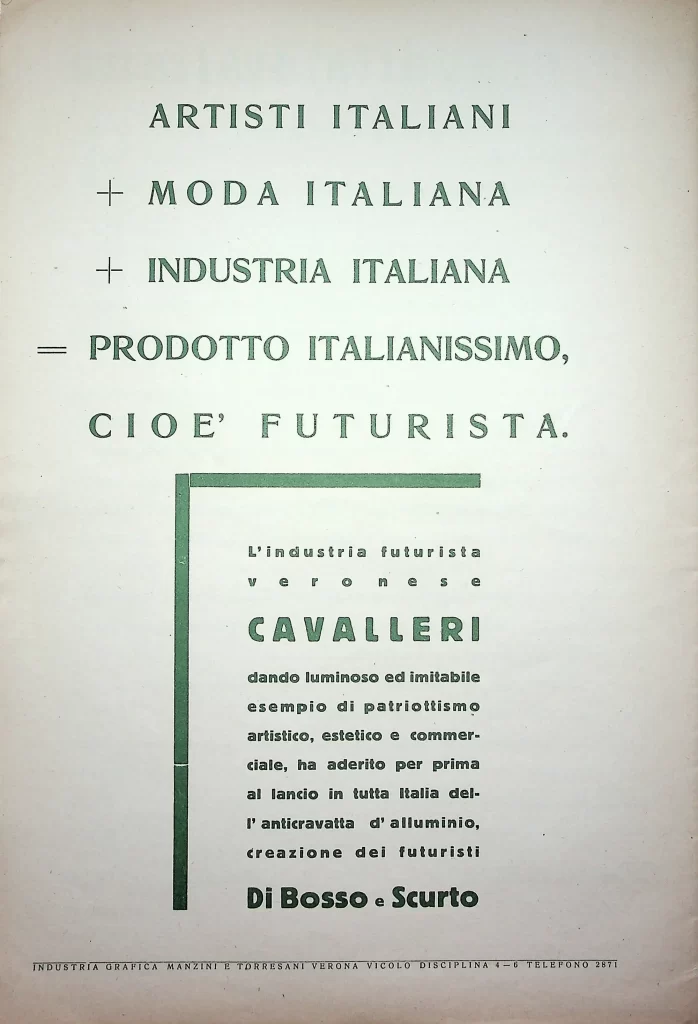 ARTISTI ITALIANI
+ MODA ITALIANA
+ INDUSTRIA ITALIANA
= PRODOTTO ITALIANISSIMO,
CIOE' FUTURISTA.
L'industria futurista
veronese
CAVALLERI
dando luminoso ed imitabile
esempio di patriottismo
artistico, estetico e commer-
ciale, ha aderito per prima
al lancio in tutta Italia del-
l'anticravatta d'alluminio,
creazione dei futuristi
Di Bosso e Scurto
INDUSTRIA GRAFICA MANZINI E TORRESANI VERONA VICOLO DISCIPLINA 4-6 TELEFONO 2871